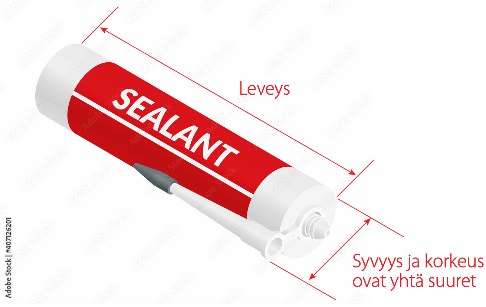 Leveys
SEALANT
Syvyys ja korkeus
ovat yhtä suuret
Adobe Stock | #407126201